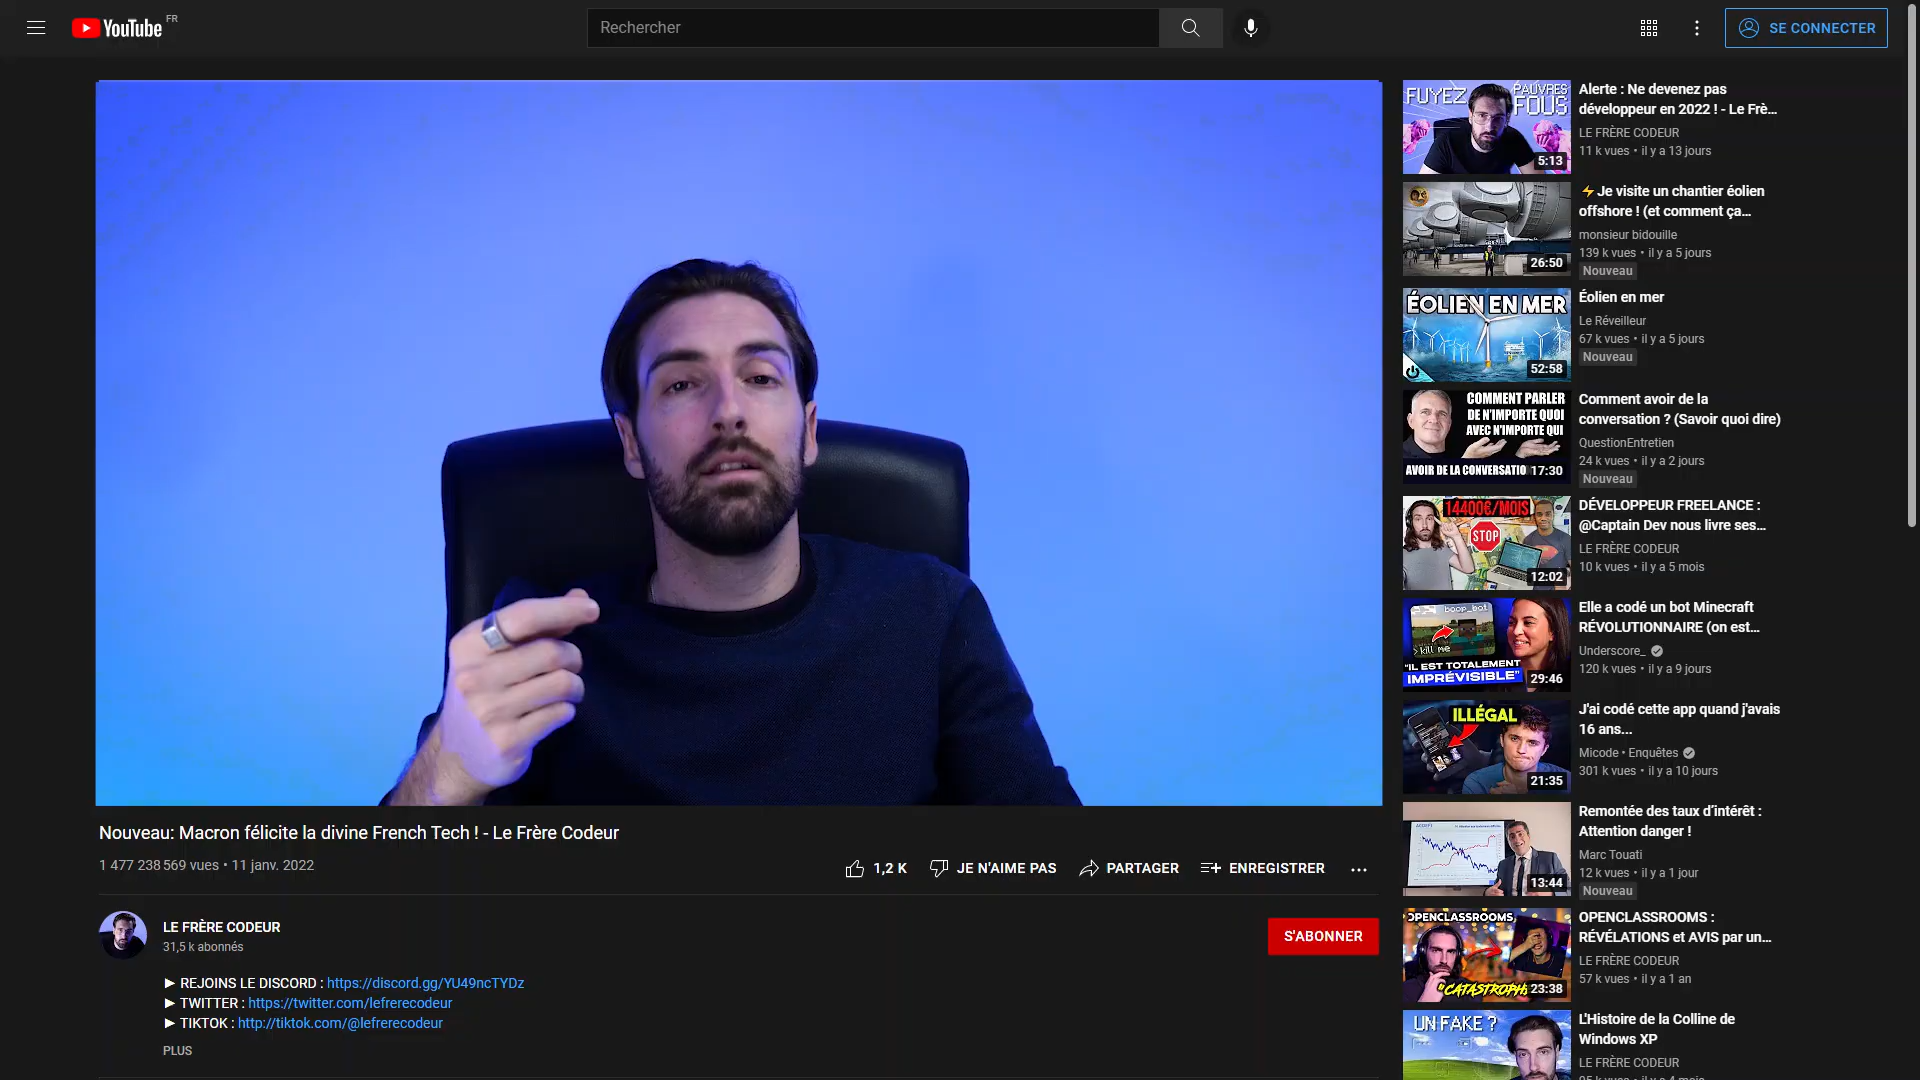 YouTube FR
Rechercher
SE CONNECTER
Nouveau: Macron félicite la divine French Tech ! - Le Frère Codeur
1 477 238 569 vues • 11 janv. 2022
1,2 K
JE N'AIME PAS
PARTAGER
ENREGISTRER
LE FRÈRE CODEUR
31,5 k abonnés
S'ABONNER
► REJOINS LE DISCORD : https://discord.gg/YU49ncTYDz
► TWITTER : https://twitter.com/lefrerecodeur
► TIKTOK : http://tiktok.com/@lefrerecodeur
PLUS
FUYEZ PAUVRES
FOUS
5:13
Alerte : Ne devenez pas
développeur en 2022 ! - Le Frè...
LE FRÈRE CODEUR
11 k vues • il y a 13 jours
26:50
⚡Je visite un chantier éolien
offshore ! (et comment ça...
monsieur bidouille
139 k vues • il y a 5 jours
Nouveau
ÉOLIEN EN MER
52:58
Éolien en mer
Le Réveilleur
67 k vues • il y a 5 jours
Nouveau
COMMENT PARLER
DE N'IMPORTE QUOI
AVEC N'IMPORTE QUI
AVOIR DE LA CONVERSATIO
17:30
Comment avoir de la
conversation ? (Savoir quoi dire)
QuestionEntretien
24 k vues • il y a 2 jours
Nouveau
14400€/MOIS
STOP
12:02
DÉVELOPPEUR FREELANCE :
@Captain Dev nous livre ses...
LE FRÈRE CODEUR
10 k vues • il y a 5 mois
boop_bot
>kill me
"IL EST TOTALEMENT
IMPRÉVISIBLE"
29:46
Elle a codé un bot Minecraft
RÉVOLUTIONNAIRE (on est...
Underscore_
120 k vues • il y a 9 jours
ILLÉGAL
21:35
J'ai codé cette app quand j'avais
16 ans...
Micode • Enquêtes
301 k vues • il y a 10 jours
13:44
Remontée des taux d'intérêt :
Attention danger !
Marc Touati
12 k vues • il y a 1 jour
Nouveau
OPENCLASSROOMS
"CATASTROPH
23:38
OPENCLASSROOMS :
RÉVÉLATIONS et AVIS par un...
LE FRÈRE CODEUR
57 k vues • il y a 1 an
UN FAKE ?
L'Histoire de la Colline de
Windows XP
LE FRÈRE CODEUR